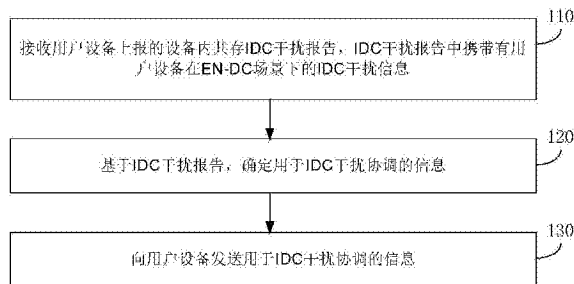 110
接收用户设备上报的设备内共存IDC干扰报告，IDC干扰报告中携带有用
户设备在EN-DC场景下的IDC干扰信息
120
基于IDC干扰报告，确定用于IDC干扰协调的信息
130
向用户设备发送用于IDC干扰协调的信息